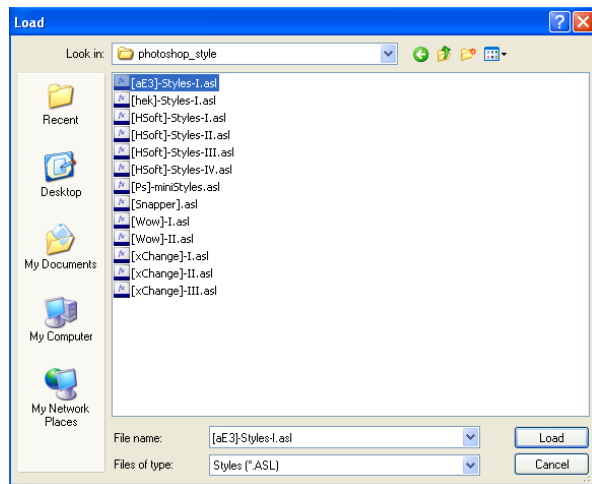 Load
Look in: photoshop_style
[aE3]-Styles-I.asl
[hek]-Styles-I.asl
[HSoft]-Styles-I.asl
[HSoft]-Styles-II.asl
[HSoft]-Styles-III.asl
[HSoft]-Styles-IV.asl
[Ps]-miniStyles.asl
[Snapper].asl
[Wow]-I.asl
[Wow]-II.asl
[xChange]-I.asl
[xChange]-II.asl
[xChange]-III.asl
Recent
Desktop
My Documents
My Computer
My Network
Places
File name: [aE3]-Styles-I.asl Load
Files of type: Styles (*.ASL) Cancel